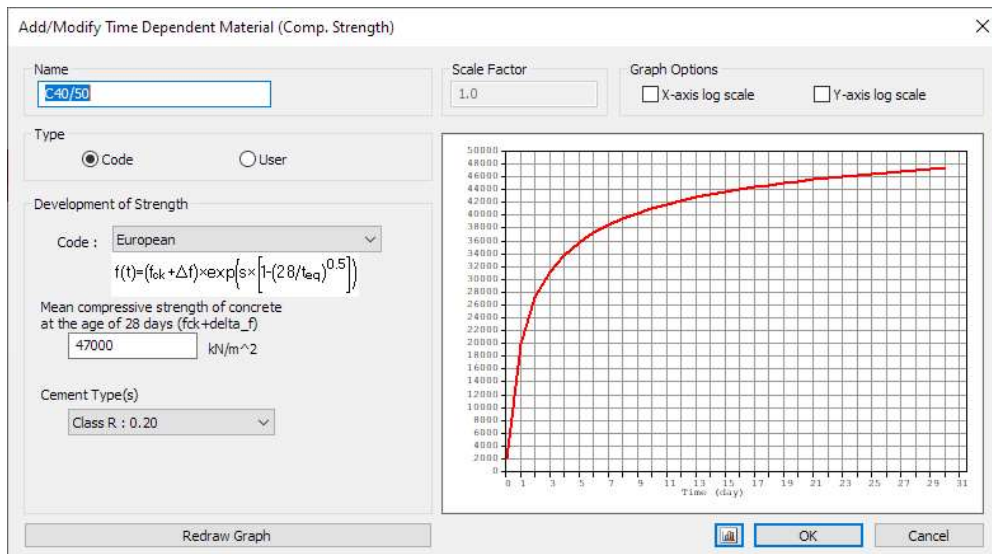 Add/Modify Time Dependent Material (Comp. Strength)
Name
C40/50
Scale Factor
1.0
Graph Options
X-axis log scale
Y-axis log scale
Type
Code
User
Development of Strength
Code :
European
f(t)=(fck+Δf)×exp{s×[1-(28/teq)^0.5]}
Mean compressive strength of concrete
at the age of 28 days (fck+delta_f)
47000
kN/m^2
Cement Type(s)
Class R : 0.20
Redraw Graph
50000
48000
46000
44000
42000
40000
38000
36000
34000
32000
30000
28000
26000
24000
22000
20000
18000
16000
14000
12000
10000
8000
6000
4000
2000
0
0 1 3 5 7 9 11 13 15 17 19 21 23 25 27 29 31
Time (day)
OK
Cancel